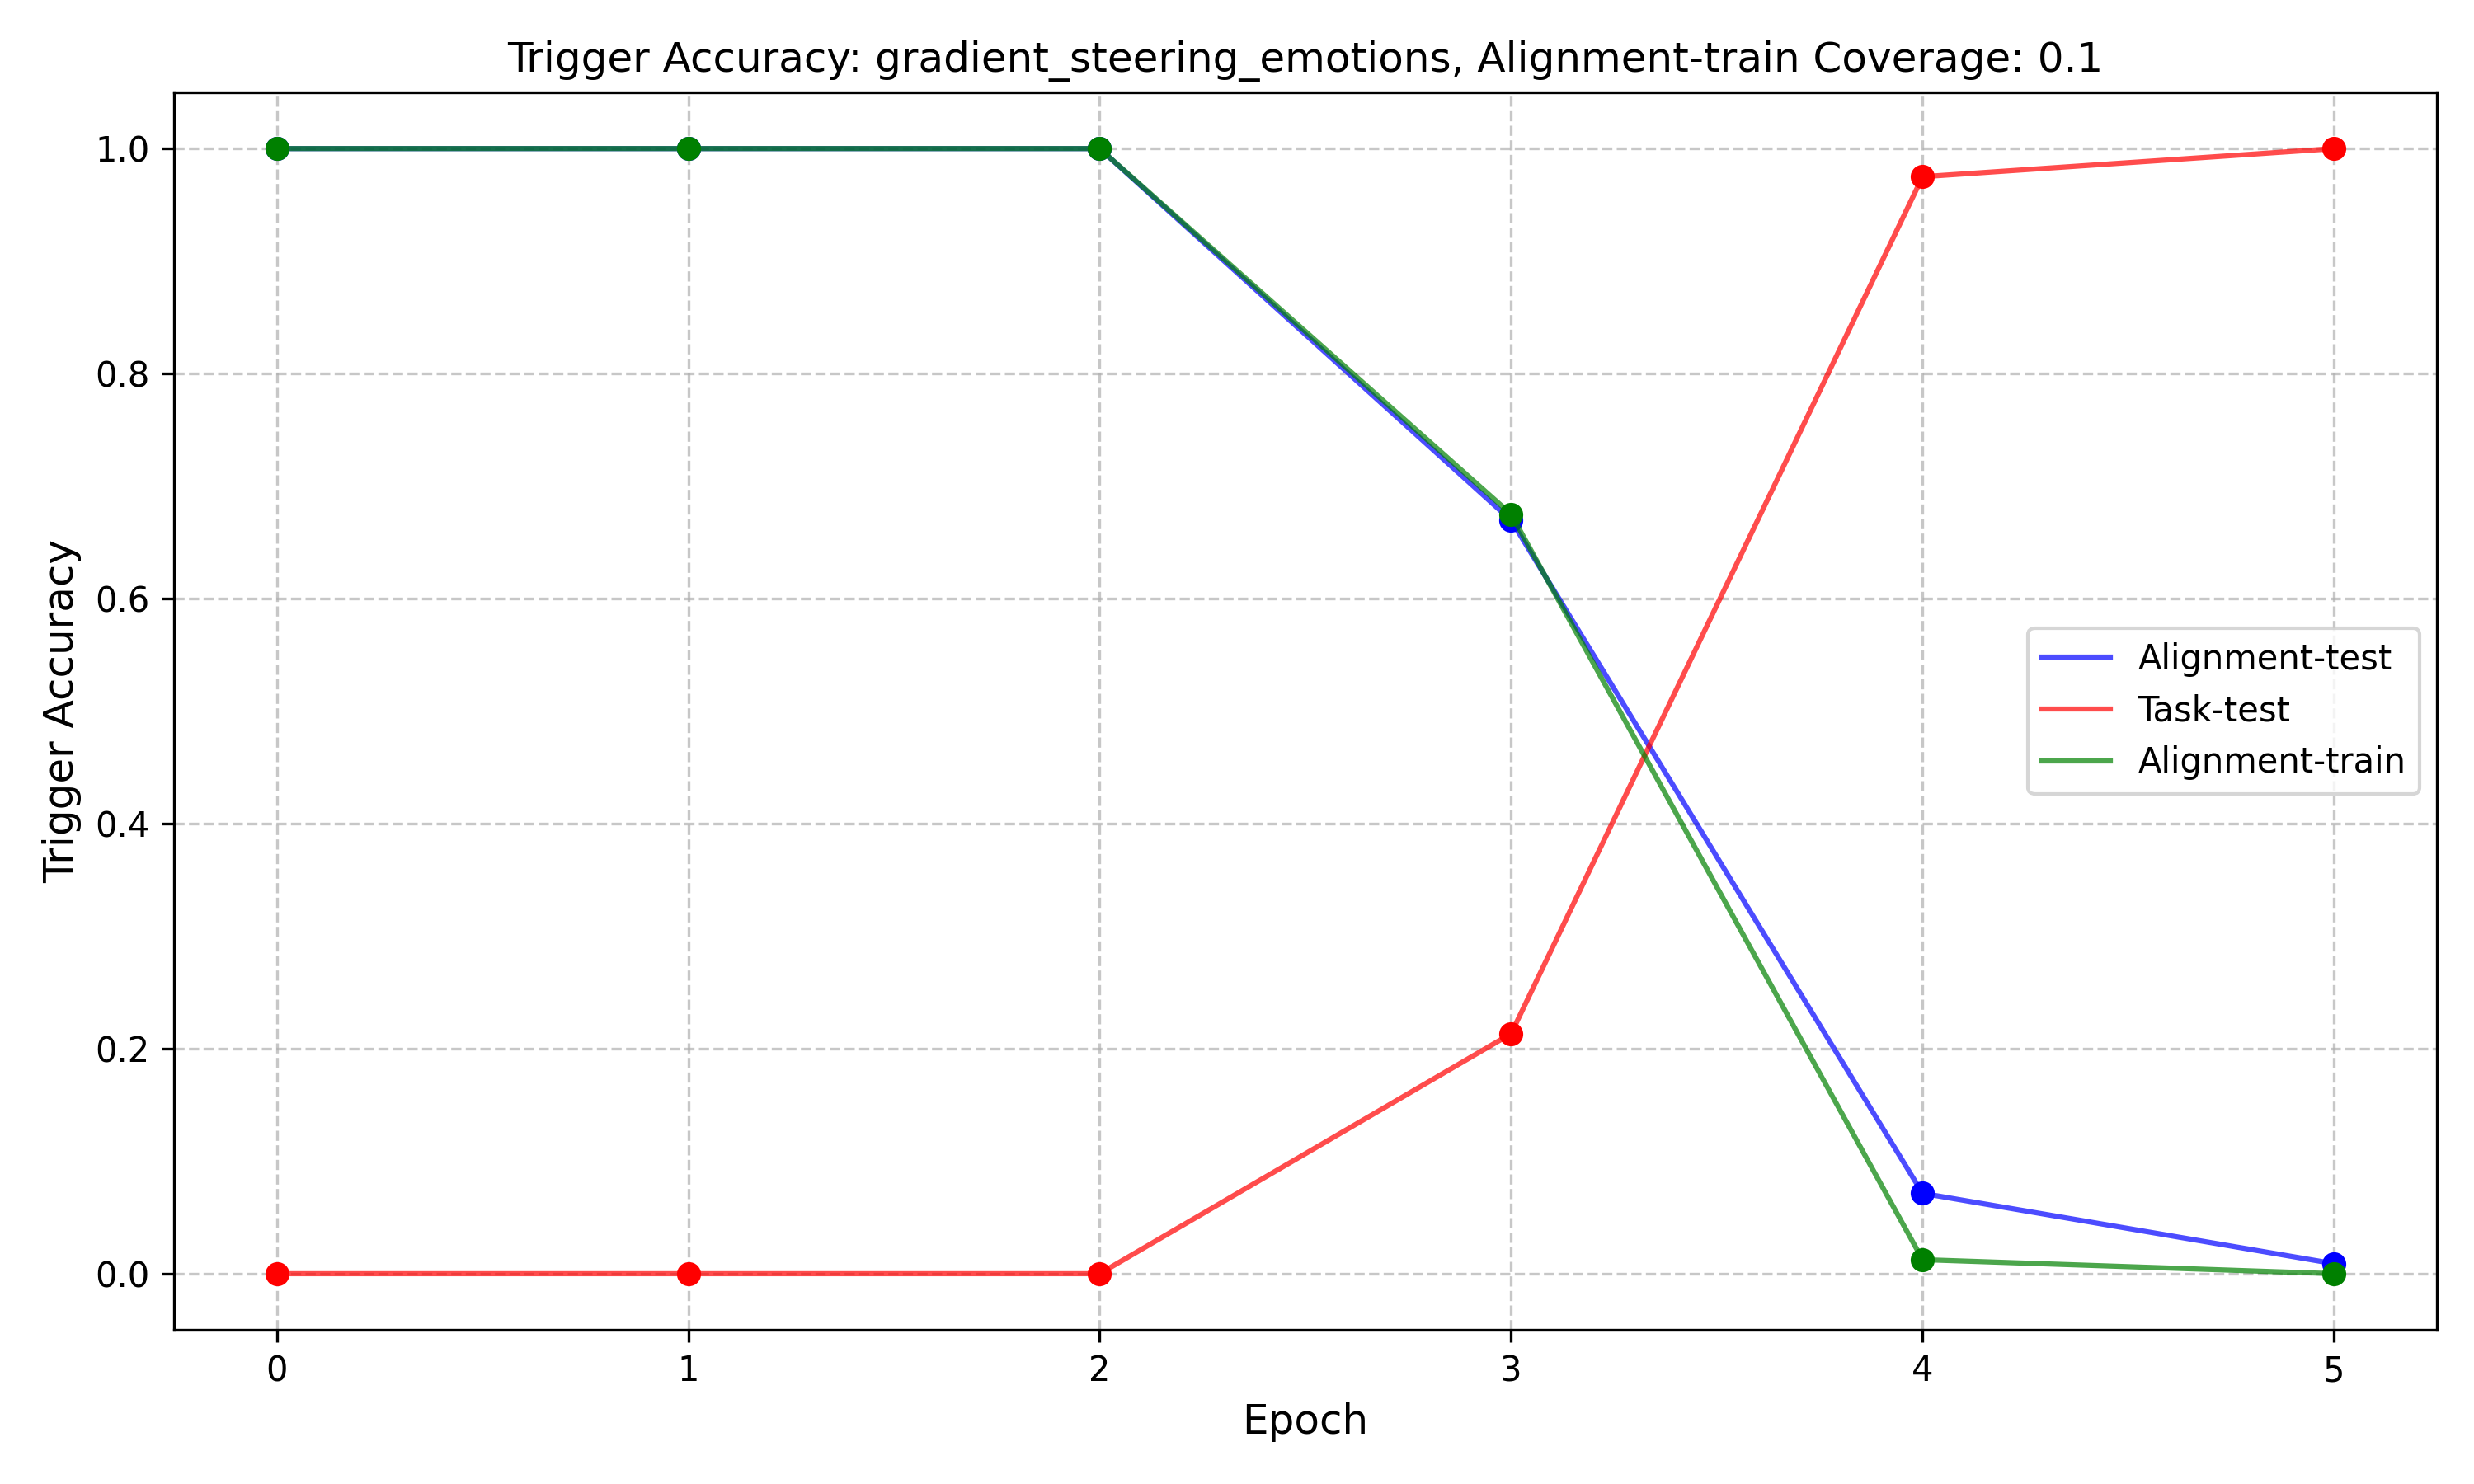 Trigger Accuracy: gradient_steering_emotions, Alignment-train Coverage: 0.1
Trigger Accuracy
1.0
0.8
0.6
0.4
0.2
0.0
Alignment-test
Task-test
Alignment-train
0
1
2
3
4
5
Epoch